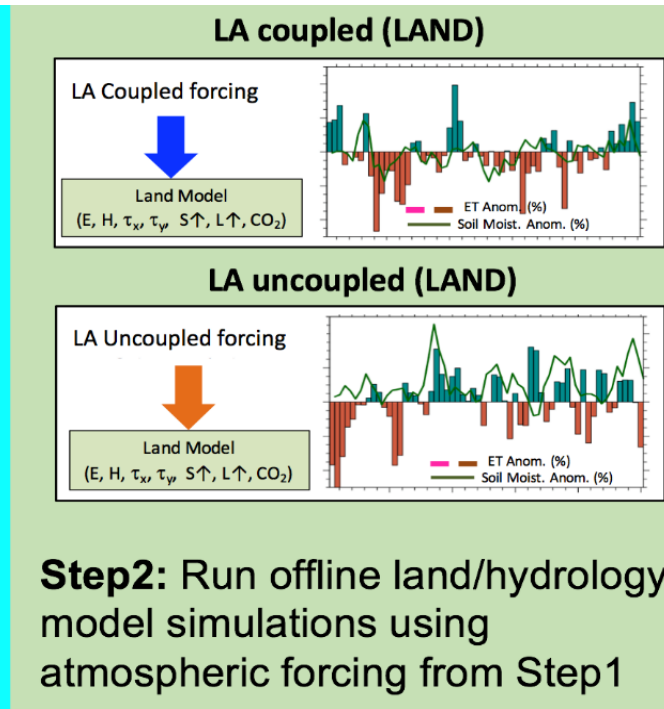 LA coupled (LAND)
LA Coupled forcing
Land Model
(E, H, τx, τy, S↑, L↑, CO2)
ET Anom. (%)
Soil Moist. Anom. (%)
LA uncoupled (LAND)
LA Uncoupled forcing
Land Model
(E, H, τx, τy, S↑, L↑, CO2)
ET Anom. (%)
Soil Moist. Anom. (%)
Step2: Run offline land/hydrology
model simulations using
atmospheric forcing from Step1